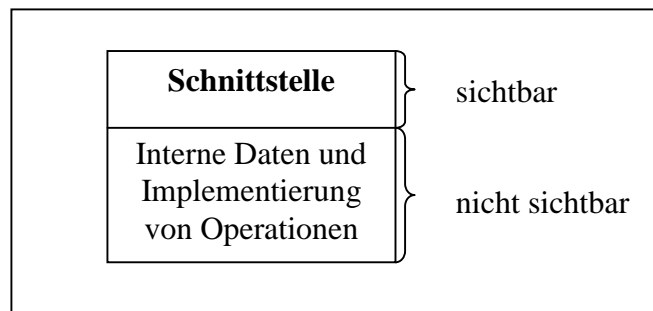 Schnittstelle
sichtbar
Interne Daten und
Implementierung
von Operationen
nicht sichtbar